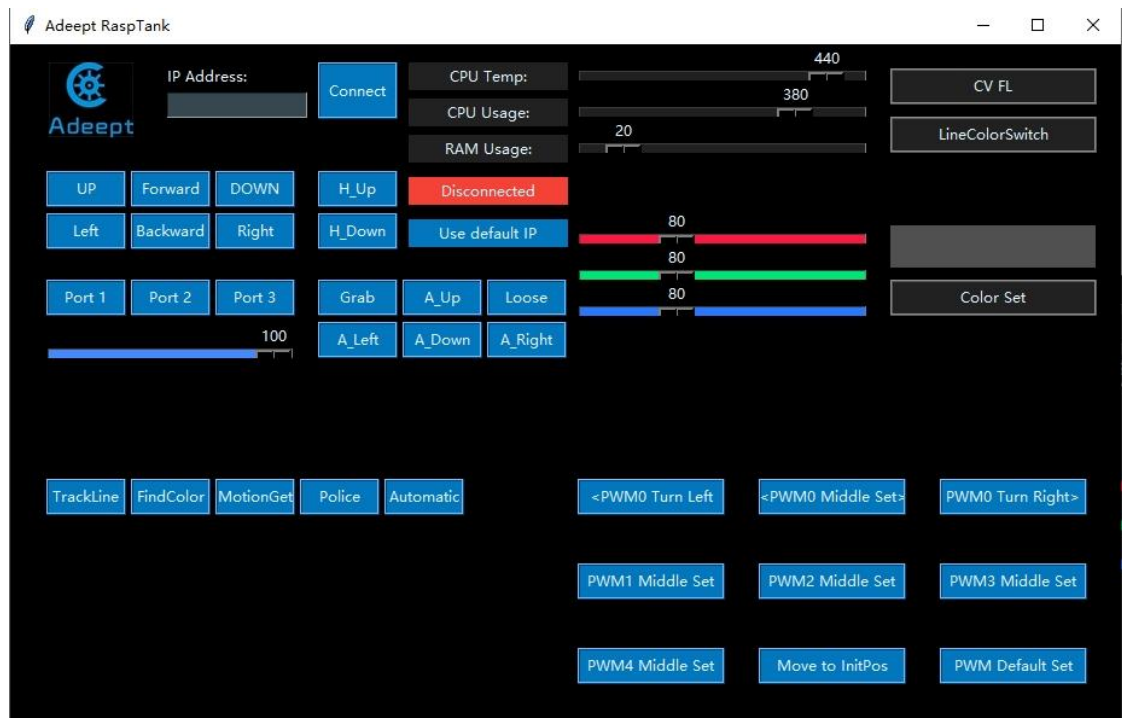 Adeept RaspTank
Adeept
IP Address:
Connect
CPU Temp:
CPU Usage:
RAM Usage:
440
380
20
CV FL
LineColorSwitch
UP Forward DOWN H_Up Disconnected
Left Backward Right H_Down Use default IP
80
80
80
Color Set
Port 1 Port 2 Port 3 Grab A_Up Loose
100
A_Left A_Down A_Right
TrackLine FindColor MotionGet Police Automatic
<PWM0 Turn Left <PWM0 Middle Set> PWM0 Turn Right>
PWM1 Middle Set PWM2 Middle Set PWM3 Middle Set
PWM4 Middle Set Move to InitPos PWM Default Set